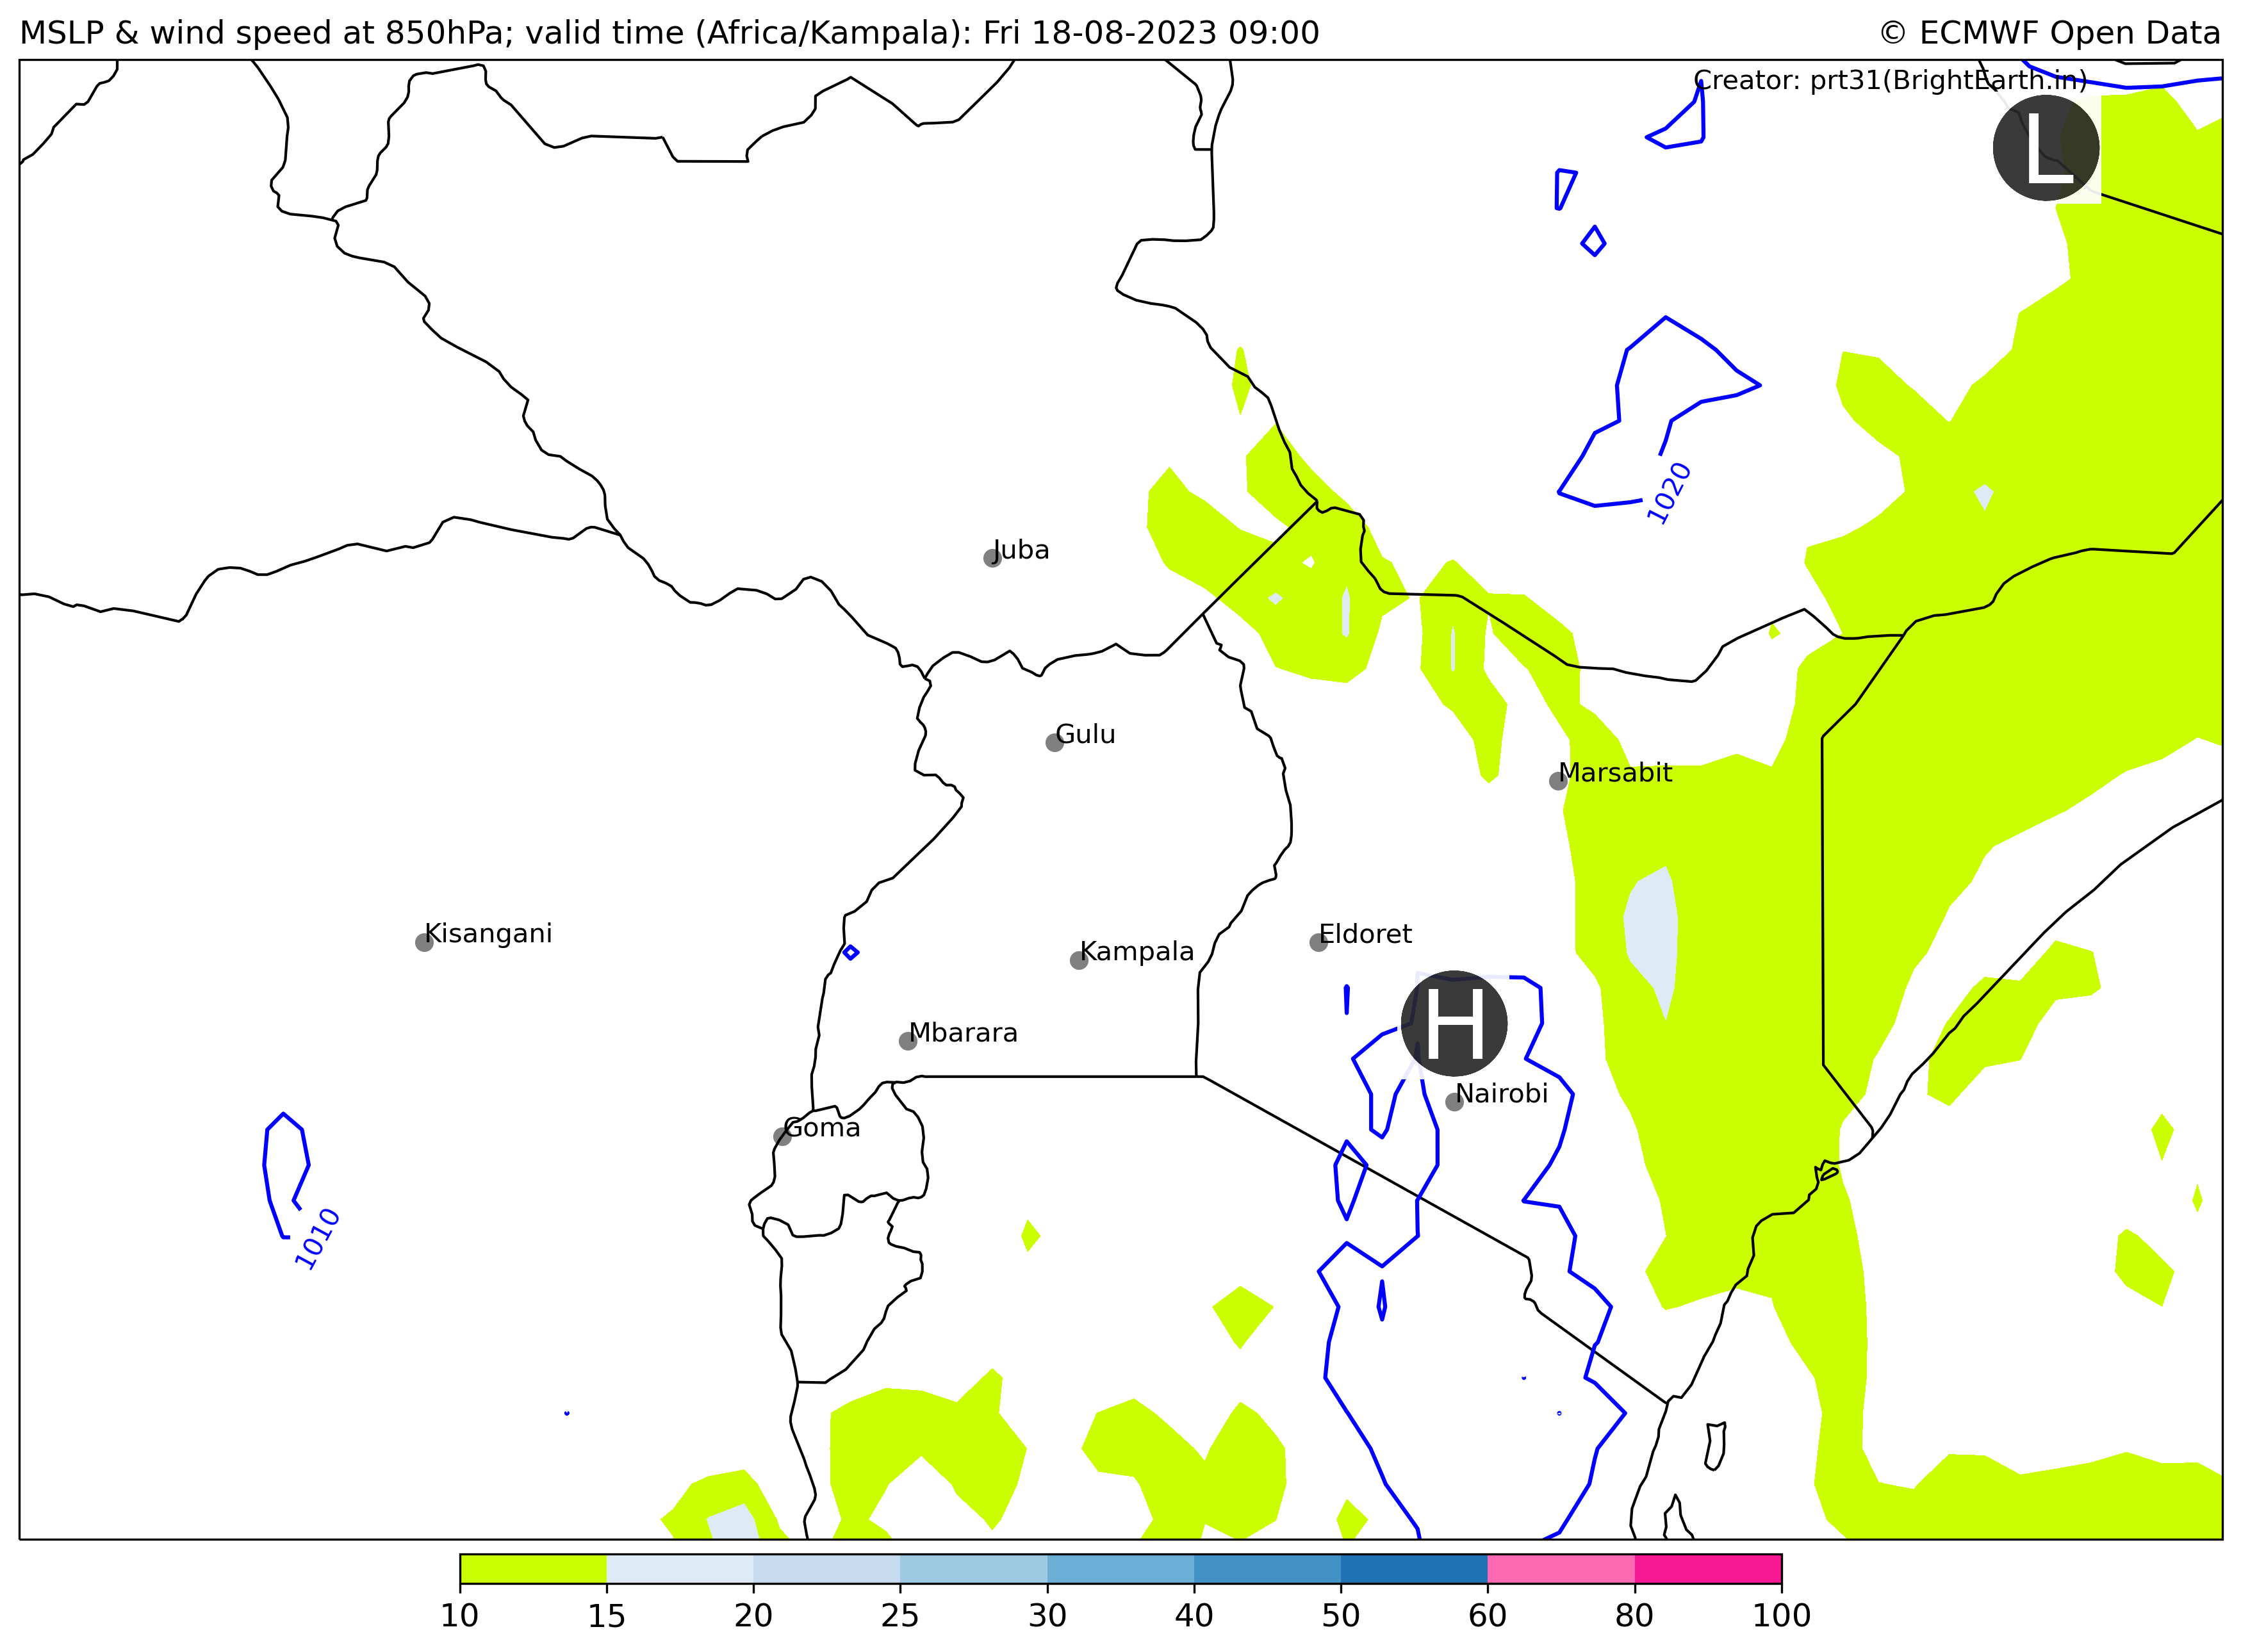 MSLP & wind speed at 850hPa; valid time (Africa/Kampala): Fri 18-08-2023 09:00
© ECMWF Open Data
Creator: prt31(BrightEarth.in)
L
1020
Juba
Gulu
Marsabit
Kisangani
Eldoret
Kampala
H
Mbarara
Nairobi
Goma
1010
10 15 20 25 30 40 50 60 80 100